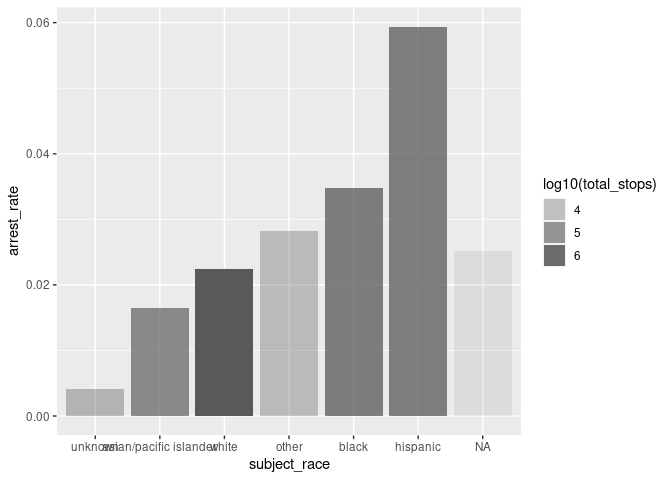 0.06
0.04
0.02
0.00
arrest_rate
unknown asian/pacific islander white other black hispanic NA
subject_race
log10(total_stops)
4
5
6